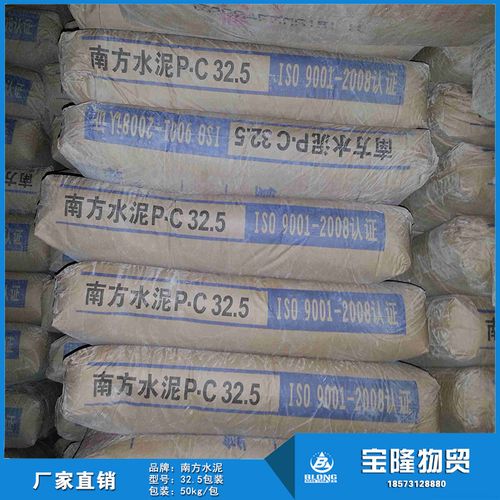 南方水泥P·C 32.5 ISO 9001-2008认证
南方水泥P·C 32.5 ISO 9001-2008认证
南方水泥P·C 32.5 ISO 9001-2008认证
南方水泥P·C 32.5 ISO 9001-2008认证
南方水泥P·C 32.5 ISO 9001-2008认证
厂家直销
品牌：南方水泥
型号：32.5包装
包装：50kg/包
BLONG
宝隆物贸
18573128880